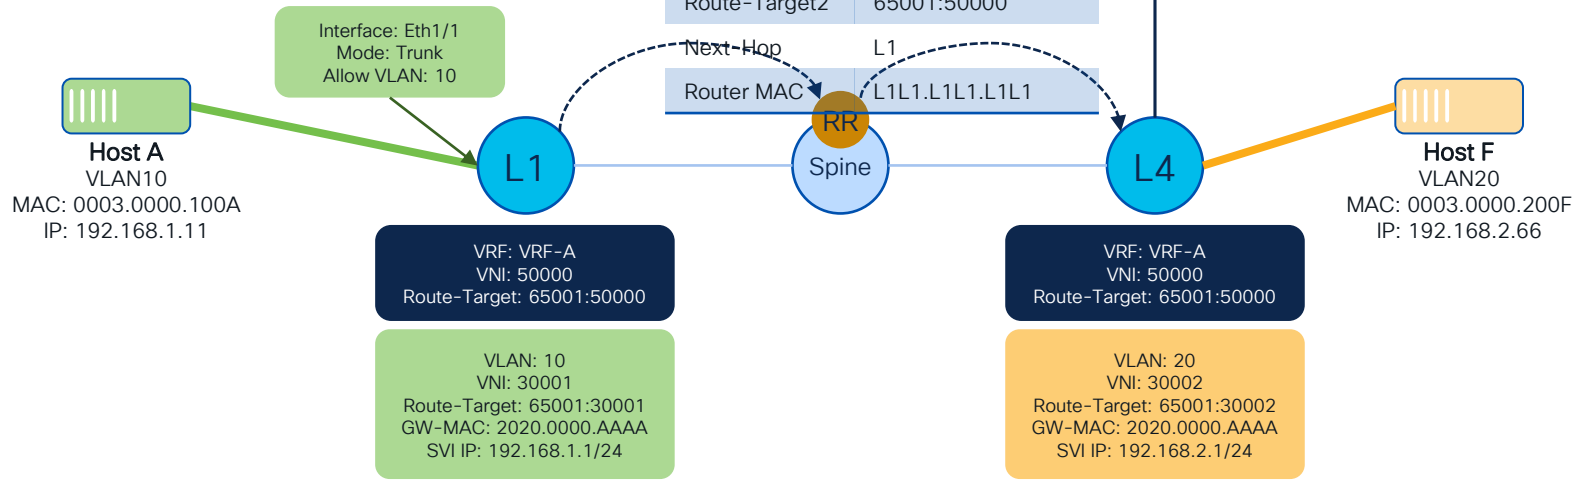 Route-Target2 65001:50000
Interface: Eth1/1
Mode: Trunk
Allow VLAN: 10
Next-Hop L1
Router MAC L1L1.L1L1.L1L1
RR
L1
Spine
L4
Host A
VLAN10
MAC: 0003.0000.100A
IP: 192.168.1.11
Host F
VLAN20
MAC: 0003.0000.200F
IP: 192.168.2.66
VRF: VRF-A
VNI: 50000
Route-Target: 65001:50000
VRF: VRF-A
VNI: 50000
Route-Target: 65001:50000
VLAN: 10
VNI: 30001
Route-Target: 65001:30001
GW-MAC: 2020.0000.AAAA
SVI IP: 192.168.1.1/24
VLAN: 20
VNI: 30002
Route-Target: 65001:30002
GW-MAC: 2020.0000.AAAA
SVI IP: 192.168.2.1/24